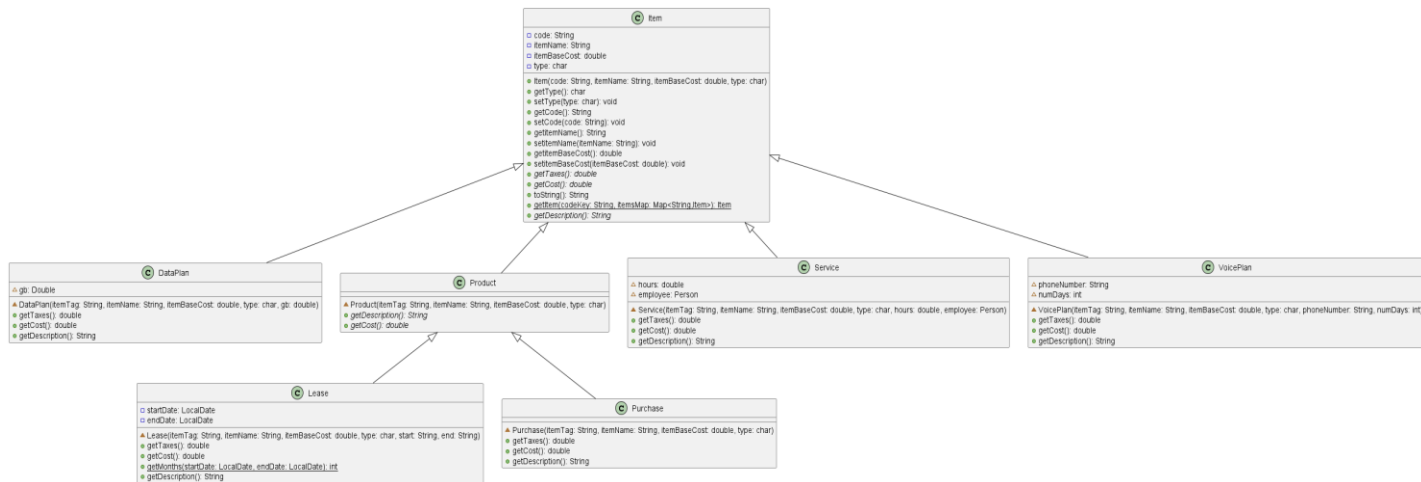 C Item
code: String
itemName: String
itemBaseCost: double
type: char
Item(code: String, itemName: String, itemBaseCost: double, type: char)
getType(): char
setType(type: char): void
getCode(): String
setCode(code: String): void
getItemName(): String
setItemName(itemName: String): void
getItemBaseCost(): double
setItemBaseCost(itemBaseCost: double): void
getTaxes(): double
getCost(): double
toString(): String
getItem(codeKey: String, itemsMap: Map<String,Item>): Item
getDescription(): String
C DataPlan
gb: Double
DataPlan(itemTag: String, itemName: String, itemBaseCost: double, type: char, gb: double)
getTaxes(): double
getCost(): double
getDescription(): String
C Product
Product(itemTag: String, itemName: String, itemBaseCost: double, type: char)
getDescription(): String
getCost(): double
C Service
hours: double
employee: Person
Service(itemTag: String, itemName: String, itemBaseCost: double, type: char, hours: double, employee: Person)
getTaxes(): double
getCost(): double
getDescription(): String
C VoicePlan
phoneNumber: String
numDays: int
VoicePlan(itemTag: String, itemName: String, itemBaseCost: double, type: char, phoneNumber: String, numDays: int)
getTaxes(): double
getCost(): double
getDescription(): String
C Lease
startDate: LocalDate
endDate: LocalDate
Lease(itemTag: String, itemName: String, itemBaseCost: double, type: char, start: String, end: String)
getTaxes(): double
getCost(): double
getMonths(startDate: LocalDate, endDate: LocalDate): int
getDescription(): String
C Purchase
Purchase(itemTag: String, itemName: String, itemBaseCost: double, type: char)
getTaxes(): double
getCost(): double
getDescription(): String